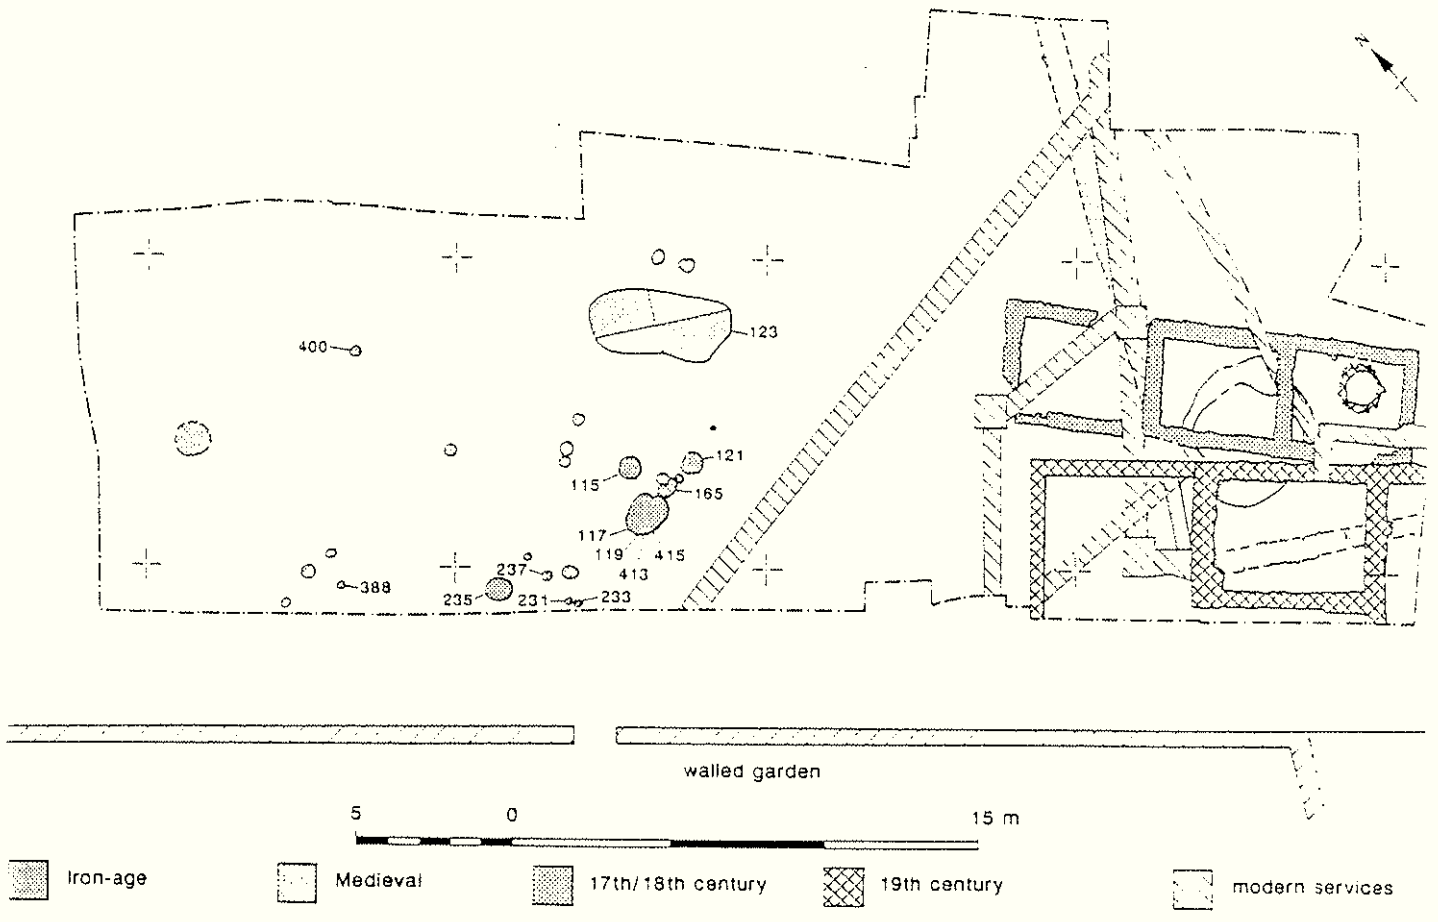 N
123
400
121
115
165
117
119 415
413
237
388
235 231 233
walled garden
5 0 15 m
Iron-age Medieval 17th/18th century 19th century modern services